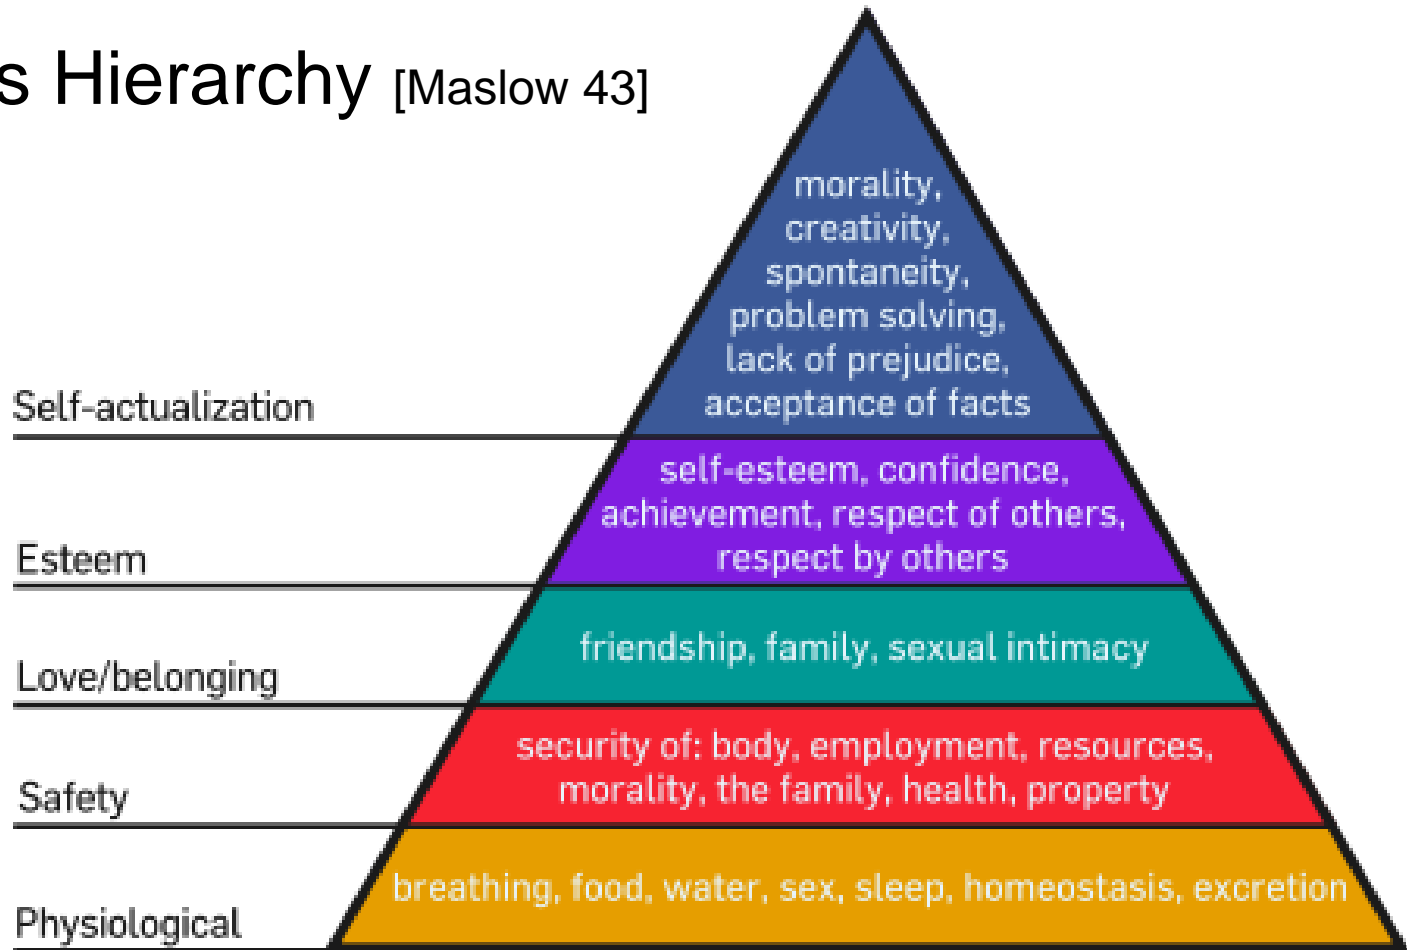 s Hierarchy [Maslow 43]
morality,
creativity,
spontaneity,
problem solving,
lack of prejudice,
acceptance of facts
Self-actualization
self-esteem, confidence,
achievement, respect of others,
respect by others
Esteem
friendship, family, sexual intimacy
Love/belonging
security of: body, employment, resources,
morality, the family, health, property
Safety
breathing, food, water, sex, sleep, homeostasis, excretion
Physiological